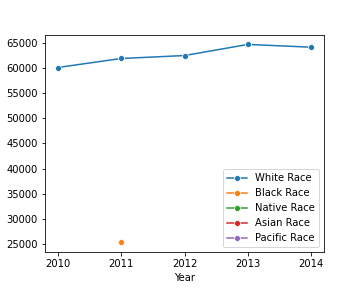 65000
60000
55000
50000
45000
40000
35000
30000
25000
White Race
Black Race
Native Race
Asian Race
Pacific Race
2010 2011 2012 2013 2014
Year